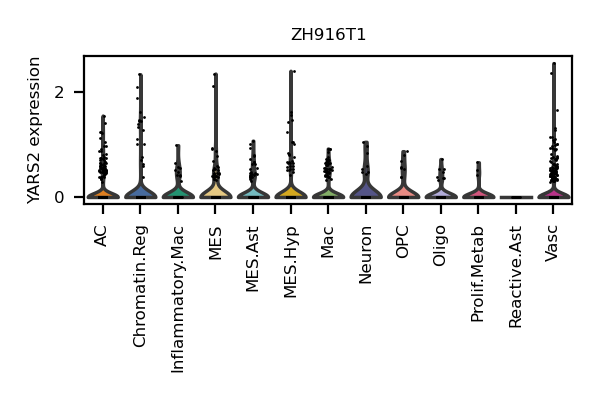 ZH916T1
YARS2 expression
2
0
AC
Chromatin.Reg
Inflammatory.Mac
MES
MES.Ast
MES.Hyp
Mac
Neuron
OPC
Oligo
Prolif.Metab
Reactive.Ast
Vasc